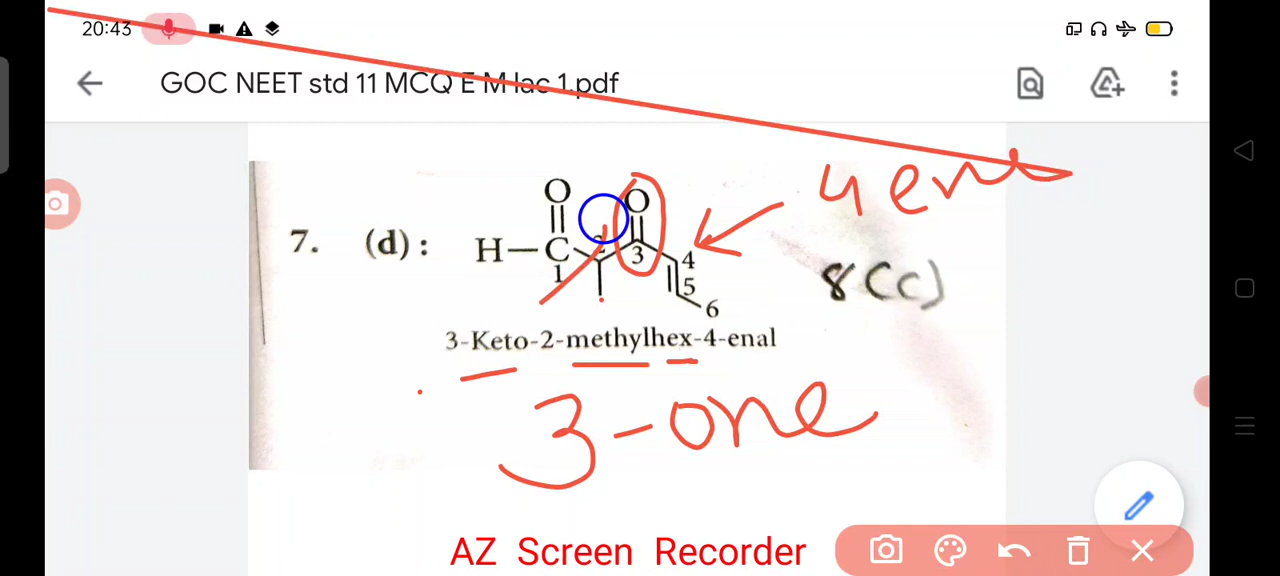 20:43
GOC NEET std 11 MCQ E M lac 1.pdf
4 en
O O
7. (d) : H—C 2 3 4
1 5
6
8(c)
3-Keto-2-methylhex-4-enal
3-one
AZ Screen Recorder